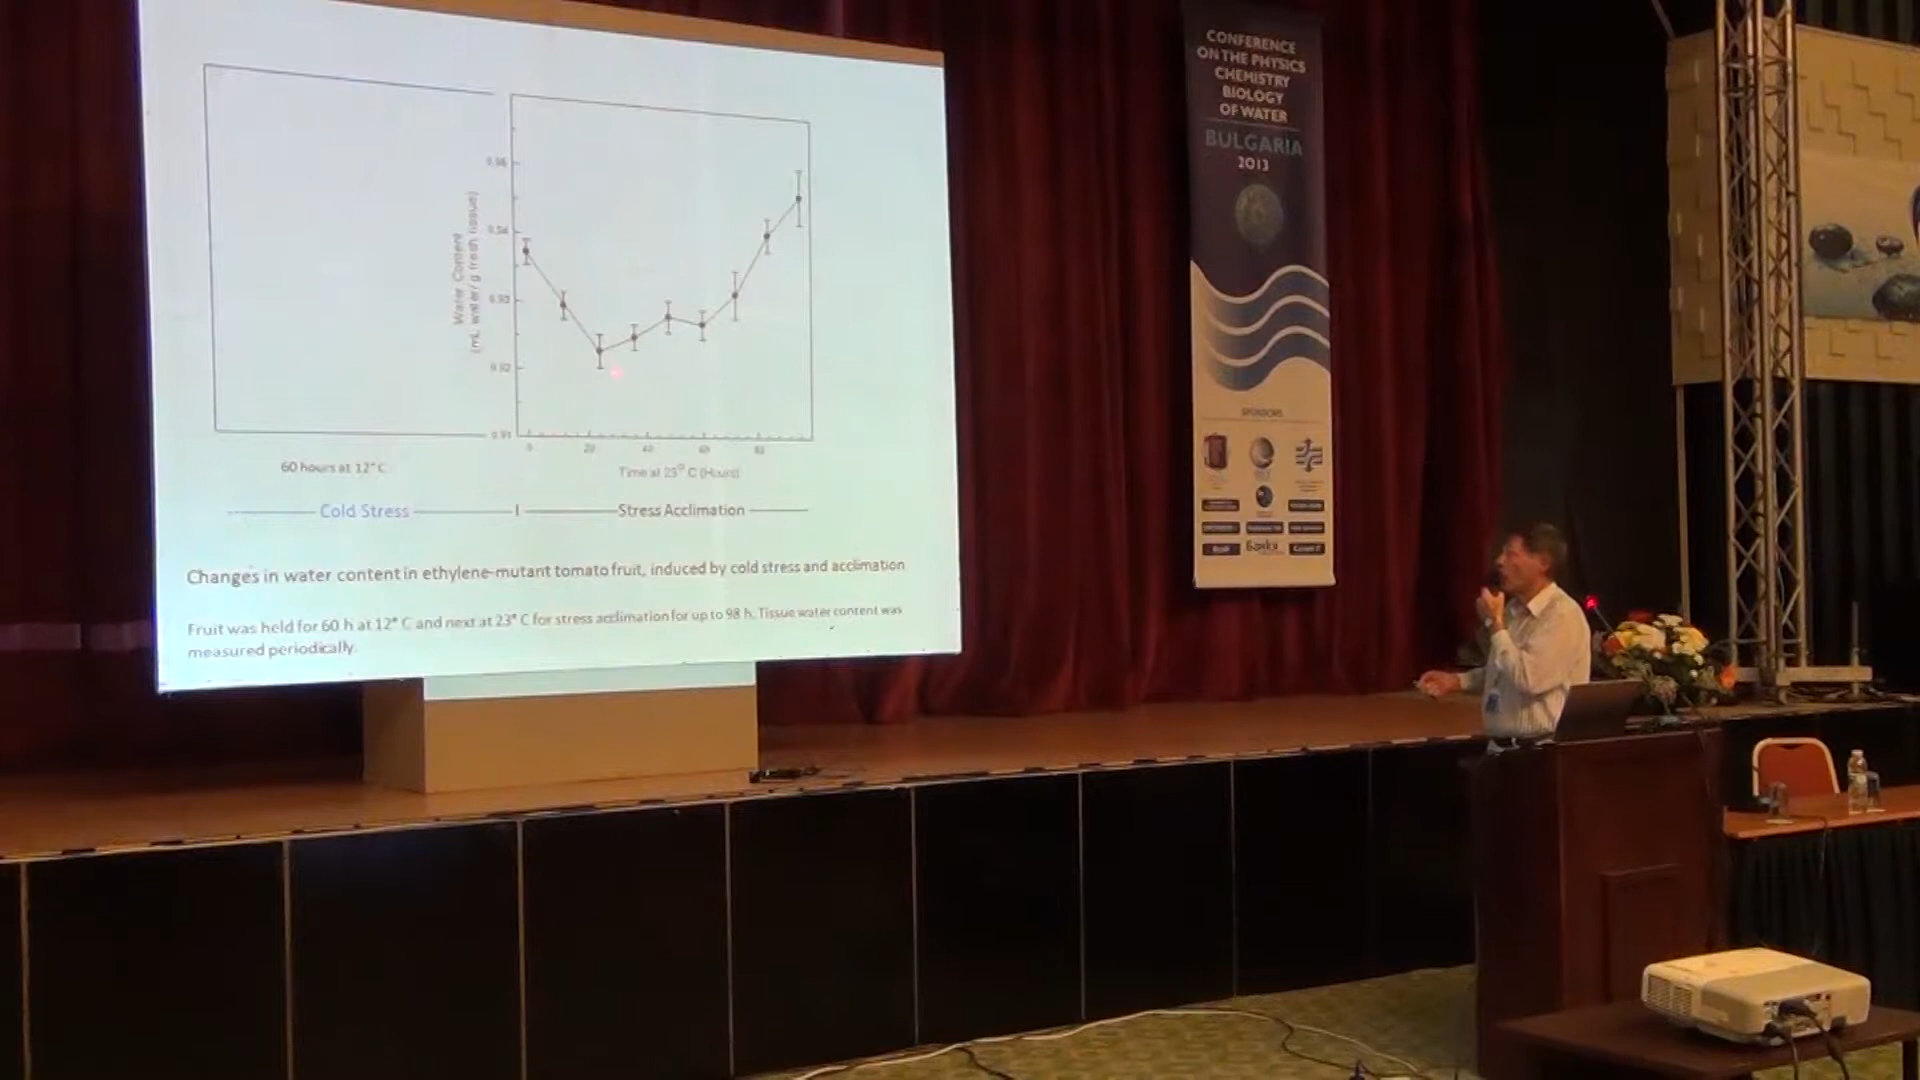 0.95
0.94
0.93
0.92
0.91
Water Content
(mL water/ g fresh tissue)
0
20
40
60
80
60 hours at 12° C
Time at 23° C (Hours)
Cold Stress
I
Stress Acclimation
Changes in water content in ethylene-mutant tomato fruit, induced by cold stress and acclimation
Fruit was held for 60 h at 12° C and next at 23° C for stress acclimation for up to 98 h. Tissue water content was
measured periodically.
CONFERENCE
ON THE PHYSICS
CHEMISTRY
BIOLOGY
OF WATER
BULGARIA
2013
SPONSORS